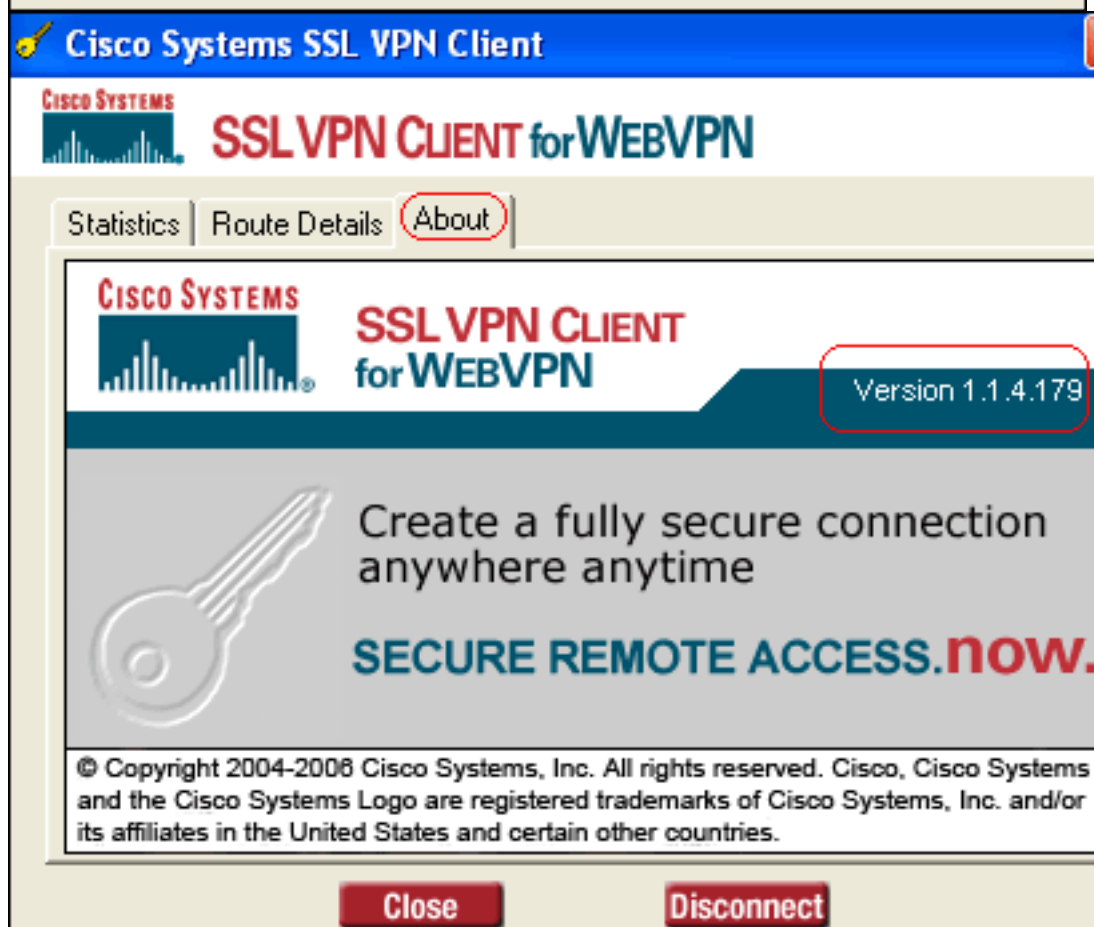 Cisco Systems SSL VPN Client
CISCO SYSTEMS
SSL VPN CLIENT for WEBVPN
Statistics Route Details About
CISCO SYSTEMS
SSL VPN CLIENT
for WEBVPN
Version 1.1.4.179
Create a fully secure connection
anywhere anytime
SECURE REMOTE ACCESS.now.
© Copyright 2004-2006 Cisco Systems, Inc. All rights reserved. Cisco, Cisco Systems
and the Cisco Systems Logo are registered trademarks of Cisco Systems, Inc. and/or
its affiliates in the United States and certain other countries.
Close Disconnect